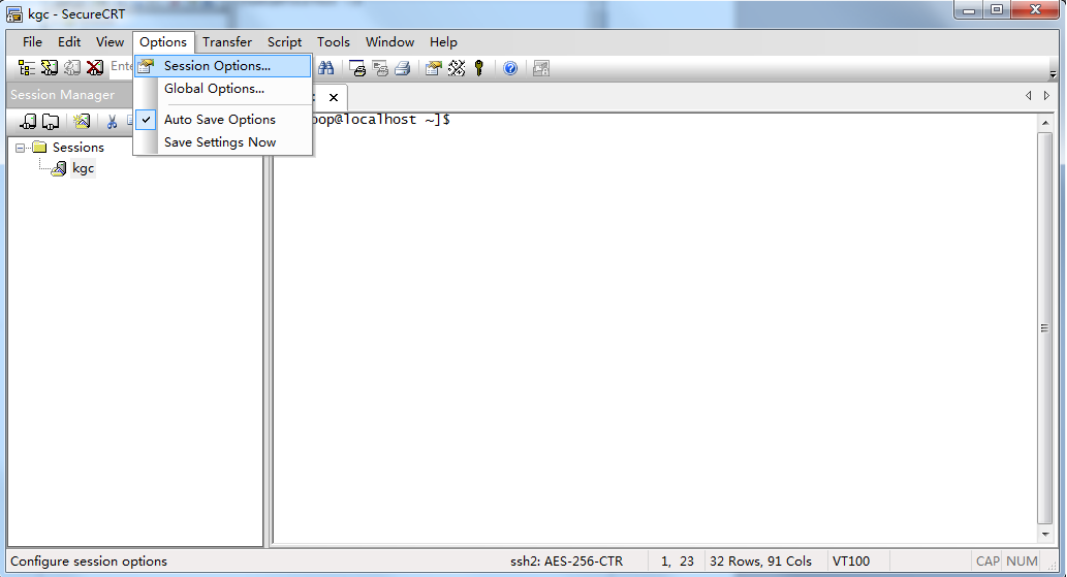 kgc - SecureCRT
File Edit View Options Transfer Script Tools Window Help
Session Options...
Global Options...
Auto Save Options
Save Settings Now
Session Manager
Sessions
kgc
oop@localhost ~]$
Configure session options ssh2: AES-256-CTR 1, 23 32 Rows, 91 Cols VT100 CAP NUM